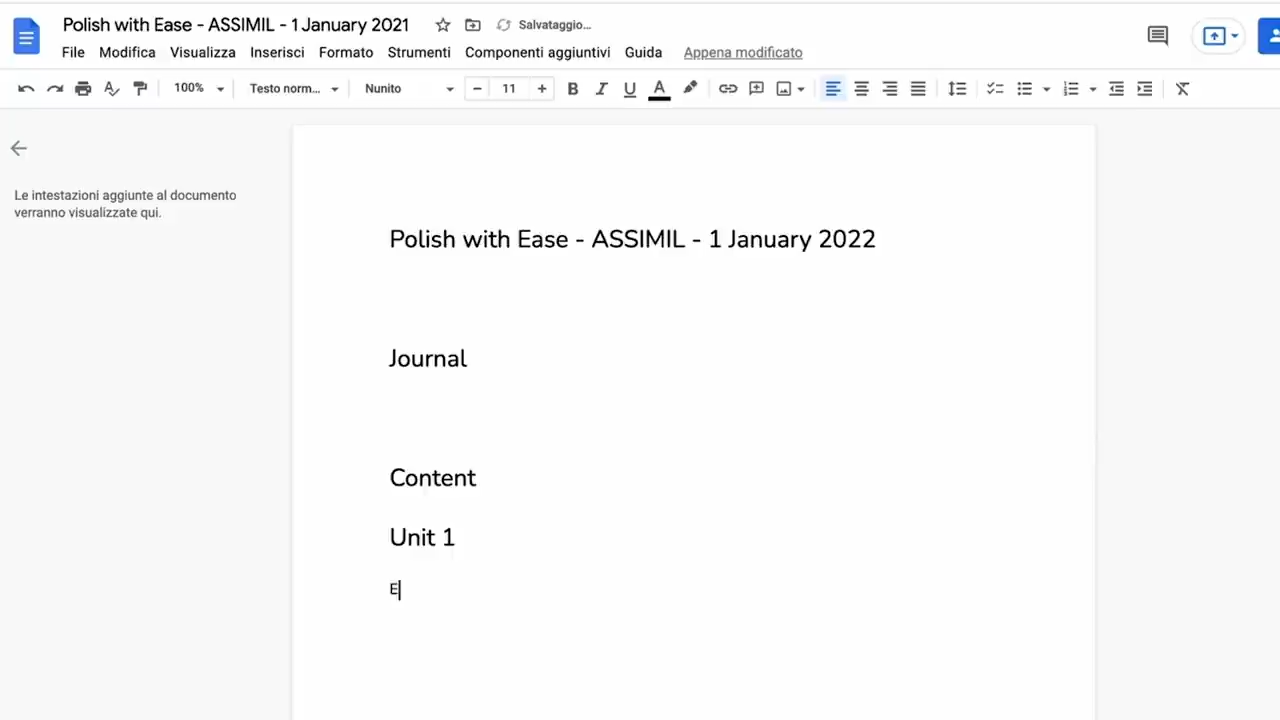 Polish with Ease - ASSIMIL - 1 January 2021 Salvataggio...
File Modifica Visualizza Inserisci Formato Strumenti Componenti aggiuntivi Guida Appena modificato
100% Testo norm... Nunito 11 B I U A
Le intestazioni aggiunte al documento
verranno visualizzate qui.
Polish with Ease - ASSIMIL - 1 January 2022
Journal
Content
Unit 1
E